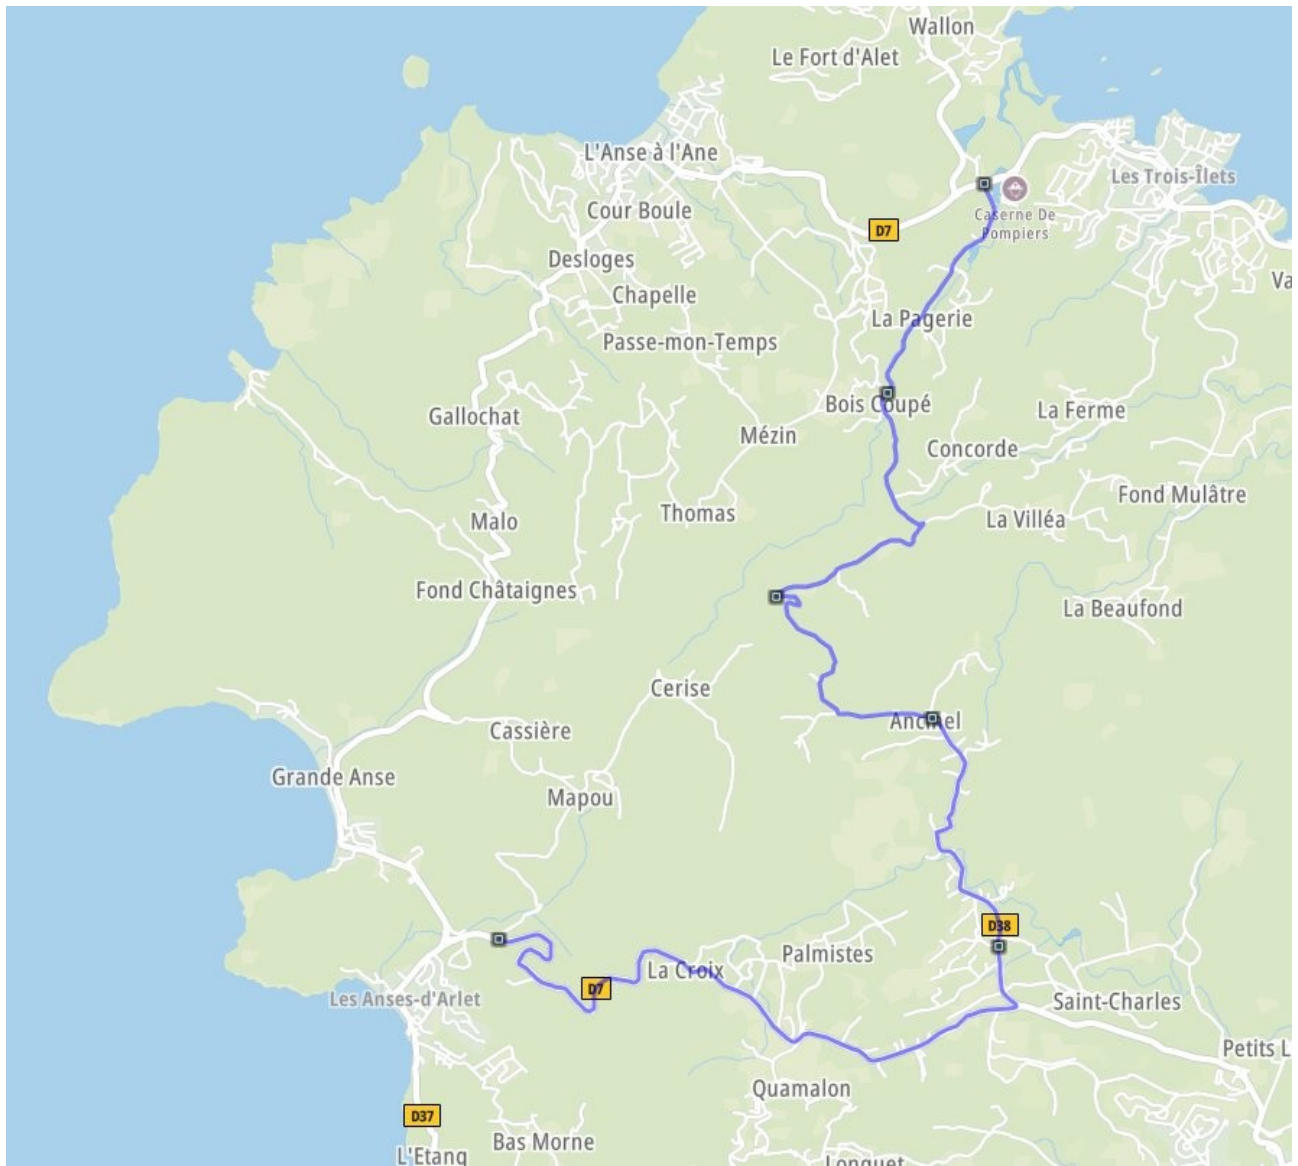 Wallon
Le Fort d'Alet
L'Anse à l'Ane
Les Trois-Îlets
Cour Boule
Caserne De
Pompiers
D7
Desloges
Chapelle
La Pagerie
Passe-mon-Temps
Gallochat
Bois Coupé
La Ferme
Mézin
Concorde
Fond Mulâtre
Malo
Thomas
La Villéa
Fond Châtaignes
La Beaufond
Cerise
Cassière
Grande Anse
Mapou
D38
Palmistes
La Croix
D7
Les Anses-d'Arlet
Saint-Charles
Petits L
Quamalon
D37
Bas Morne
L'Etang